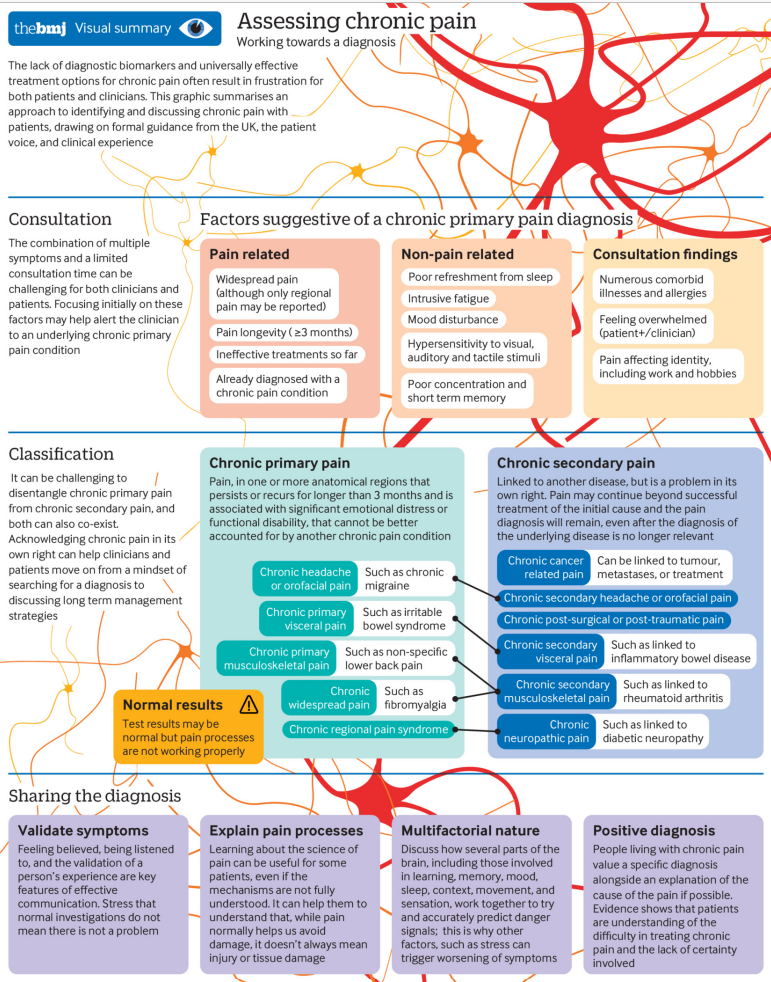 thebmj Visual summary
Assessing chronic pain
Working towards a diagnosis
The lack of diagnostic biomarkers and universally effective
treatment options for chronic pain often result in frustration for
both patients and clinicians. This graphic summarises an
approach to identifying and discussing chronic pain with
patients, drawing on formal guidance from the UK, the patient
voice, and clinical experience
Consultation
The combination of multiple
symptoms and a limited
consultation time can be
challenging for both clinicians and
patients. Focusing initially on these
factors may help alert the clinician
to an underlying chronic primary
pain condition
Factors suggestive of a chronic primary pain diagnosis
Pain related
Widespread pain
(although only regional
pain may be reported)
Pain longevity (≥3 months)
Ineffective treatments so far
Already diagnosed with a
chronic pain condition
Non-pain related
Poor refreshment from sleep
Intrusive fatigue
Mood disturbance
Hypersensitivity to visual,
auditory and tactile stimuli
Poor concentration and
short term memory
Consultation findings
Numerous comorbid
illnesses and allergies
Feeling overwhelmed
(patient+/clinician)
Pain affecting identity,
including work and hobbies
Classification
It can be challenging to
disentangle chronic primary pain
from chronic secondary pain, and
both can also co-exist.
Acknowledging chronic pain in its
own right can help clinicians and
patients move on from a mindset of
searching for a diagnosis to
discussing long term management
strategies
Chronic primary pain
Pain, in one or more anatomical regions that
persists or recurs for longer than 3 months and is
associated with significant emotional distress or
functional disability, that cannot be better
accounted for by another chronic pain condition
Chronic headache
or orofacial pain
Such as chronic
migraine
Chronic primary
visceral pain
Such as irritable
bowel syndrome
Chronic primary
musculoskeletal pain
Such as non-specific
lower back pain
Chronic
widespread pain
Such as
fibromyalgia
Chronic regional pain syndrome
Chronic secondary pain
Linked to another disease, but is a problem in its
own right. Pain may continue beyond successful
treatment of the initial cause and the pain
diagnosis will remain, even after the diagnosis of
the underlying disease is no longer relevant
Chronic cancer
related pain
Can be linked to tumour,
metastases, or treatment
Chronic secondary headache or orofacial pain
Chronic post-surgical or post-traumatic pain
Chronic secondary
visceral pain
Such as linked to
inflammatory bowel disease
Chronic secondary
musculoskeletal pain
Such as linked to
rheumatoid arthritis
Chronic
neuropathic pain
Such as linked to
diabetic neuropathy
Normal results
Test results may be
normal but pain processes
are not working properly
Sharing the diagnosis
Validate symptoms
Feeling believed, being listened
to, and the validation of a
person's experience are key
features of effective
communication. Stress that
normal investigations do not
mean there is not a problem
Explain pain processes
Learning about the science of
pain can be useful for some
patients, even if the
mechanisms are not fully
understood. It can help them to
understand that, while pain
normally helps us avoid
damage, it doesn't always mean
injury or tissue damage
Multifactorial nature
Discuss how several parts of the
brain, including those involved
in learning, memory, mood,
sleep, context, movement, and
sensation, work together to try
and accurately predict danger
signals; this is why other
factors, such as stress can
trigger worsening of symptoms
Positive diagnosis
People living with chronic pain
value a specific diagnosis
alongside an explanation of the
cause of the pain if possible.
Evidence shows that patients
are understanding of the
difficulty in treating chronic
pain and the lack of certainty
involved